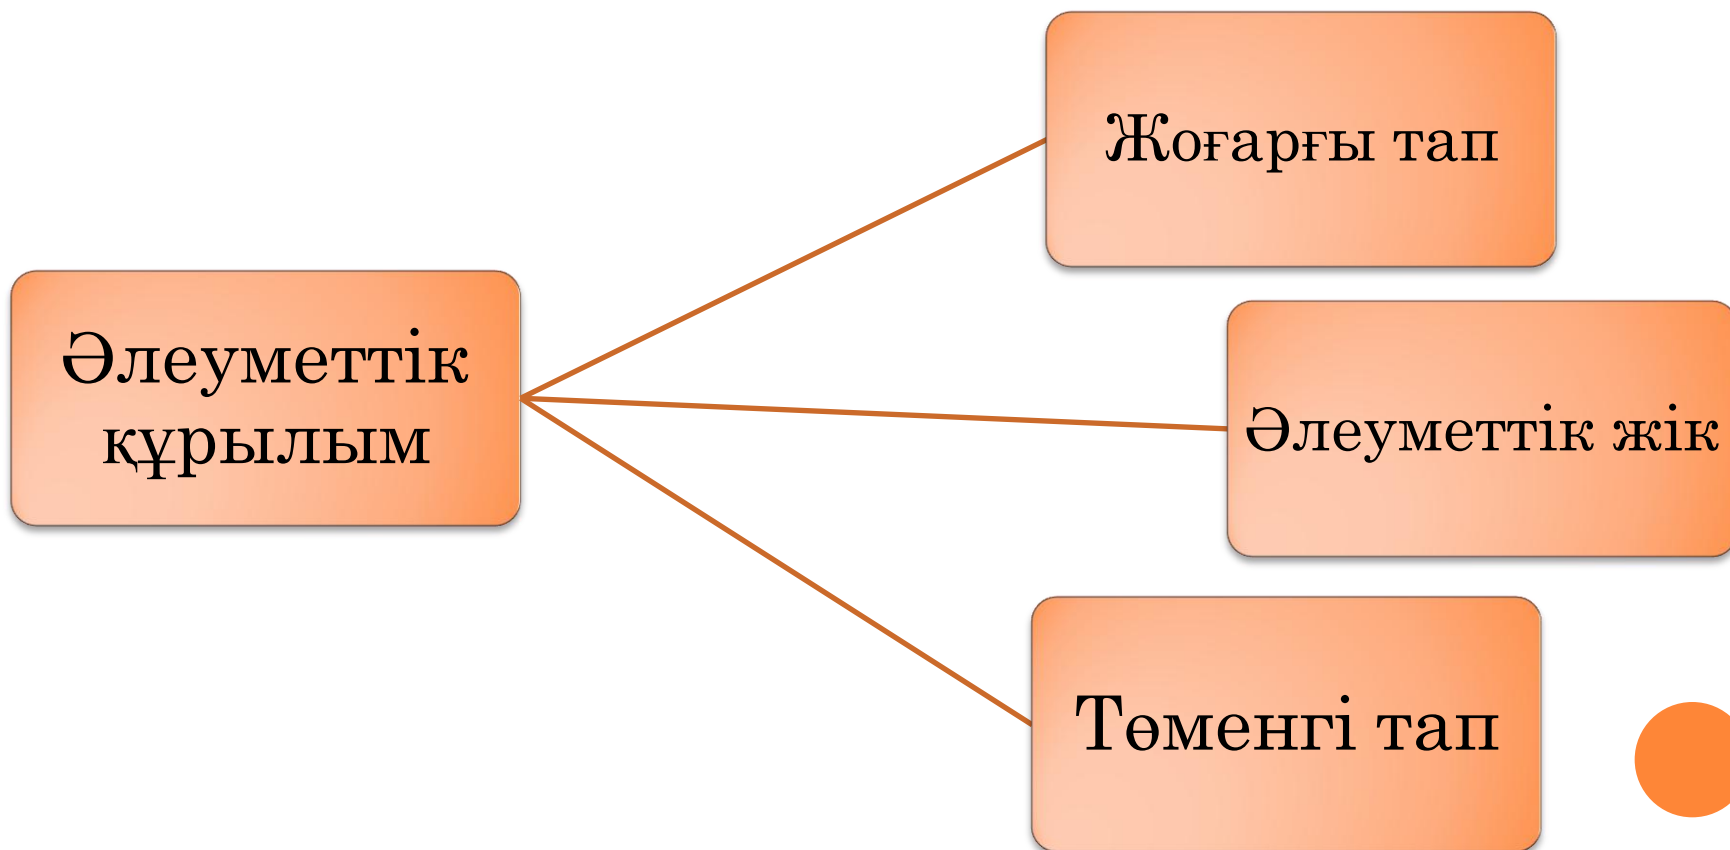 Әлеуметтік
құрылым
Жоғарғы тап
Әлеуметтік жік
Төменгі тап